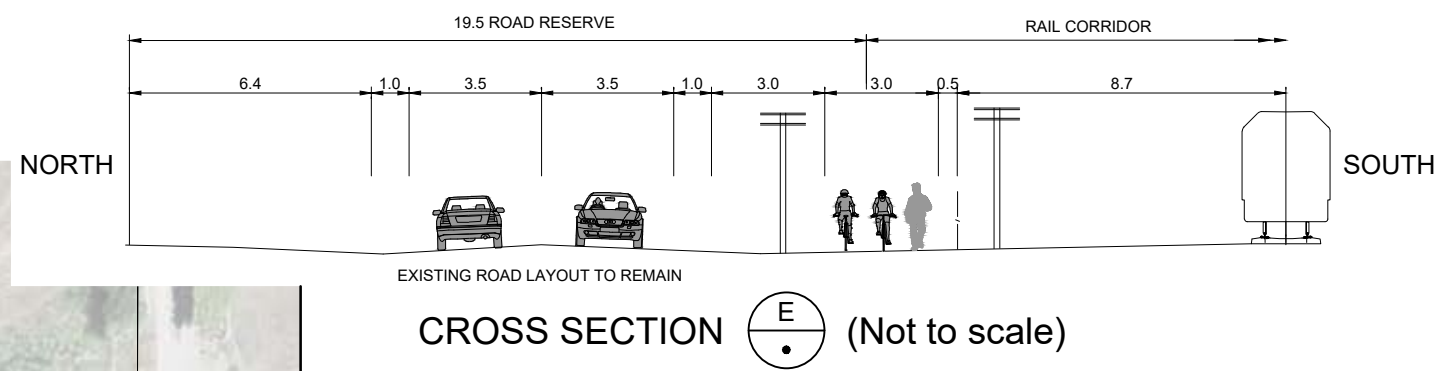 19.5 ROAD RESERVE
RAIL CORRIDOR
6.4 1.0 3.5 3.5 1.0 3.0 3.0 0.5 8.7
NORTH
SOUTH
EXISTING ROAD LAYOUT TO REMAIN
CROSS SECTION E (Not to scale)